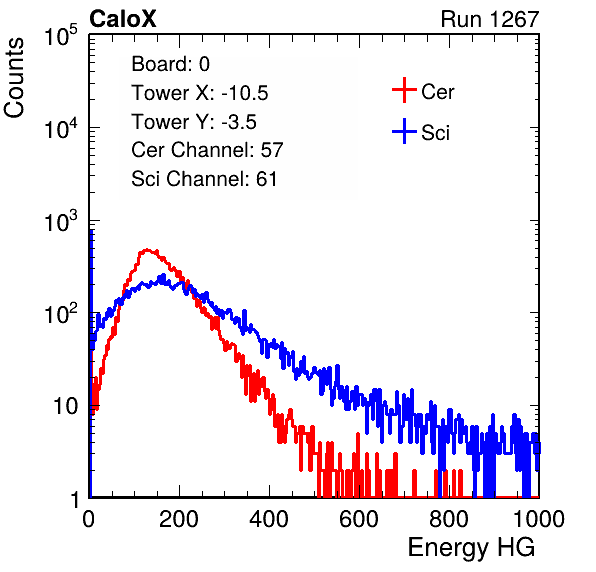 CaloX Run 1267
Counts
10^5
10^4
10^3
10^2
10
1
Board: 0
Tower X: -10.5
Tower Y: -3.5
Cer Channel: 57
Sci Channel: 61
Cer
Sci
0 200 400 600 800 1000
Energy HG